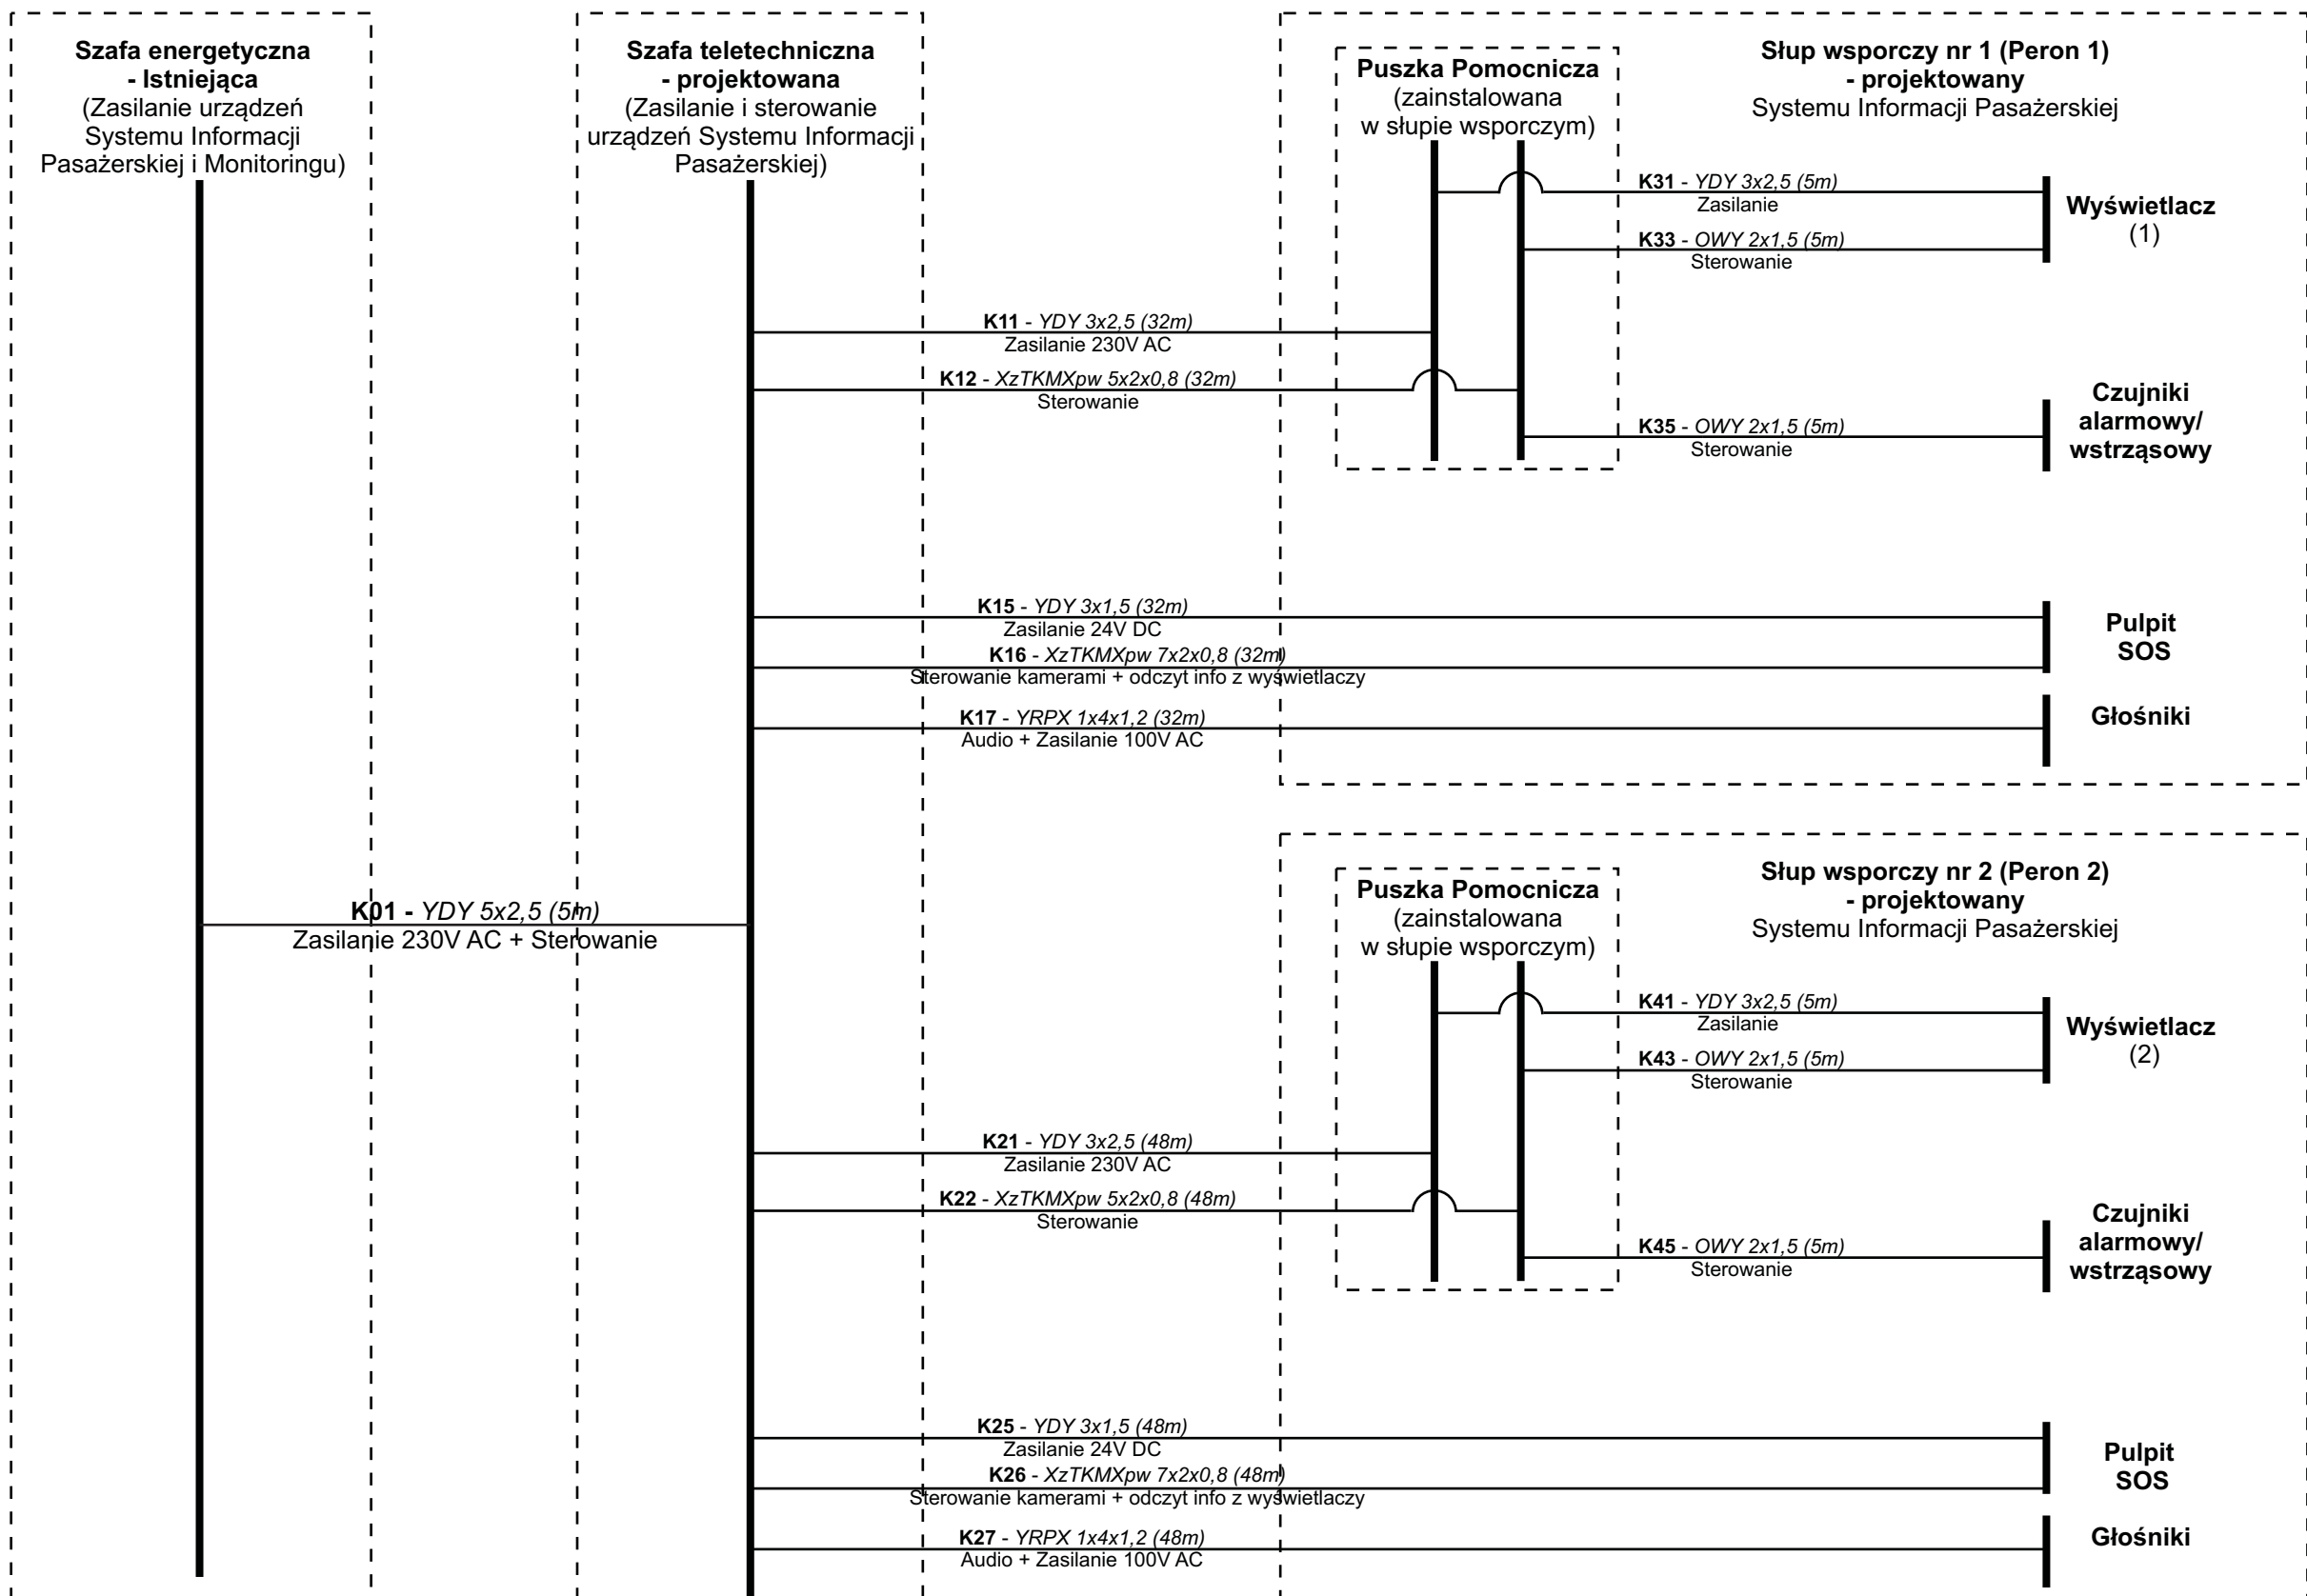 Szafa energetyczna
- Istniejąca
(Zasilanie urządzeń
Systemu Informacji
Pasażerskiej i Monitoringu)
Szafa teletechniczna
- projektowana
(Zasilanie i sterowanie
urządzeń Systemu Informacji
Pasażerskiej)
Puszka Pomocnicza
(zainstalowana
w słupie wsporczym)
Słup wsporczy nr 1 (Peron 1)
- projektowany
Systemu Informacji Pasażerskiej
K31 - YDY 3x2,5 (5m)
Zasilanie
K33 - OWY 2x1,5 (5m)
Sterowanie
Wyświetlacz
(1)
K11 - YDY 3x2,5 (32m)
Zasilanie 230V AC
K12 - XzTKMXpw 5x2x0,8 (32m)
Sterowanie
K35 - OWY 2x1,5 (5m)
Sterowanie
Czujniki
alarmowy/
wstrząsowy
K15 - YDY 3x1,5 (32m)
Zasilanie 24V DC
K16 - XzTKMXpw 7x2x0,8 (32m)
Sterowanie kamerami + odczyt info z wyświetlaczy
Pulpit
SOS
K17 - YRPX 1x4x1,2 (32m)
Audio + Zasilanie 100V AC
Głośniki
K01 - YDY 5x2,5 (5m)
Zasilanie 230V AC + Sterowanie
Puszka Pomocnicza
(zainstalowana
w słupie wsporczym)
Słup wsporczy nr 2 (Peron 2)
- projektowany
Systemu Informacji Pasażerskiej
K41 - YDY 3x2,5 (5m)
Zasilanie
K43 - OWY 2x1,5 (5m)
Sterowanie
Wyświetlacz
(2)
K21 - YDY 3x2,5 (48m)
Zasilanie 230V AC
K22 - XzTKMXpw 5x2x0,8 (48m)
Sterowanie
K45 - OWY 2x1,5 (5m)
Sterowanie
Czujniki
alarmowy/
wstrząsowy
K25 - YDY 3x1,5 (48m)
Zasilanie 24V DC
K26 - XzTKMXpw 7x2x0,8 (48m)
Sterowanie kamerami + odczyt info z wyświetlaczy
Pulpit
SOS
K27 - YRPX 1x4x1,2 (48m)
Audio + Zasilanie 100V AC
Głośniki